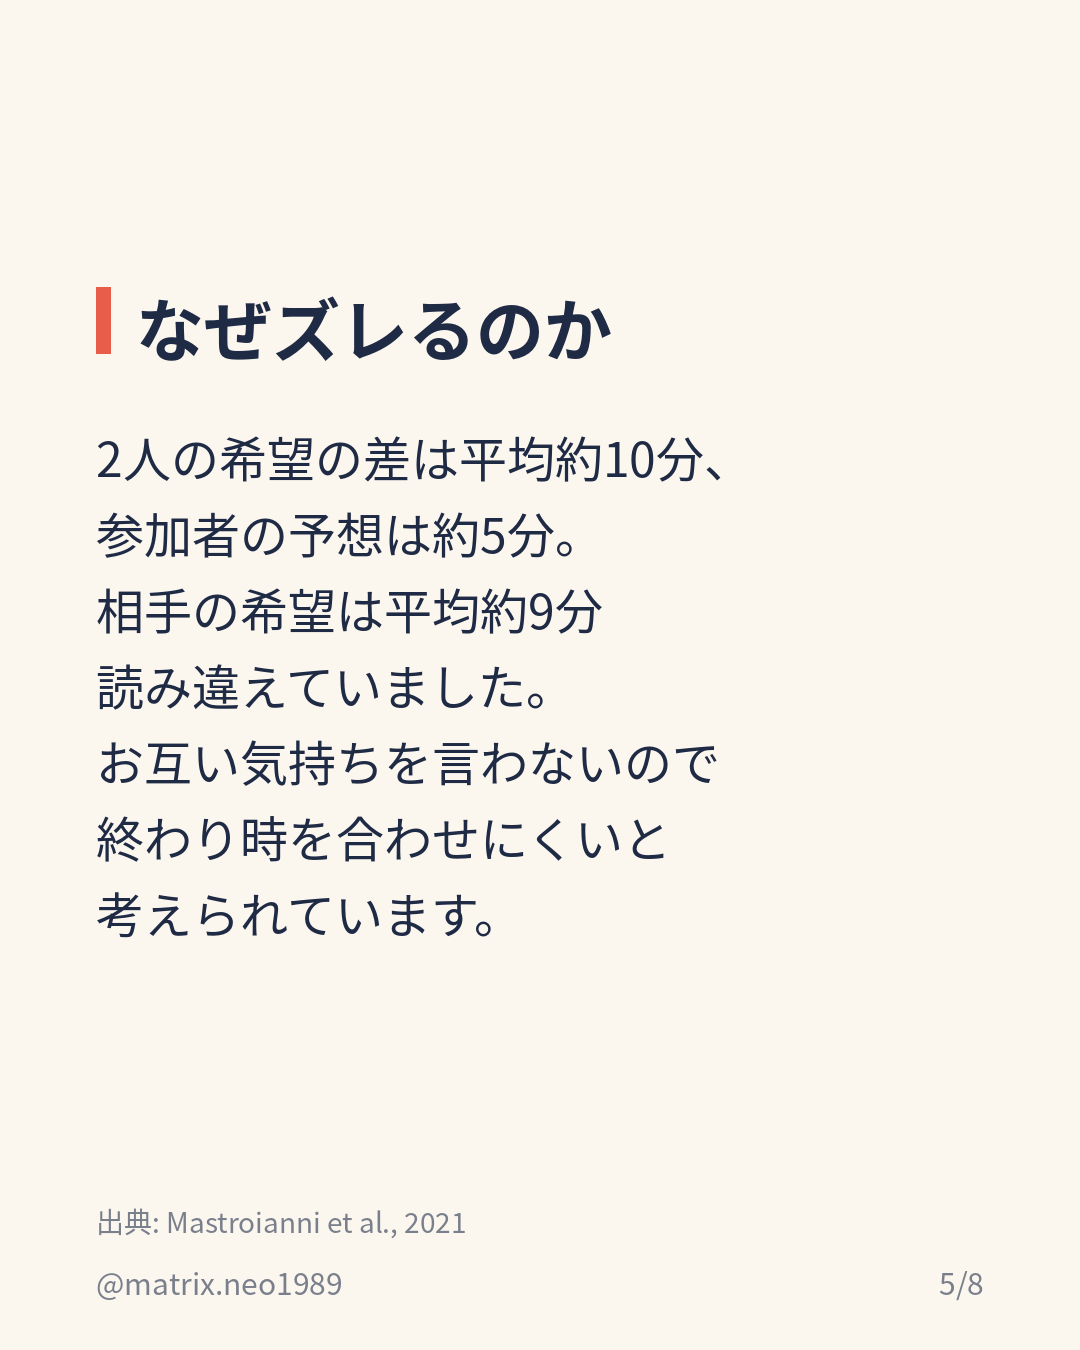 なぜズレるのか
2人の希望の差は平均約10分、
参加者の予想は約5分。
相手の希望は平均約9分
読み違えていました。
お互い気持ちを言わないので
終わり時を合わせにくいと
考えられています。
出典: Mastroianni et al., 2021
@matrix.neo1989
5/8